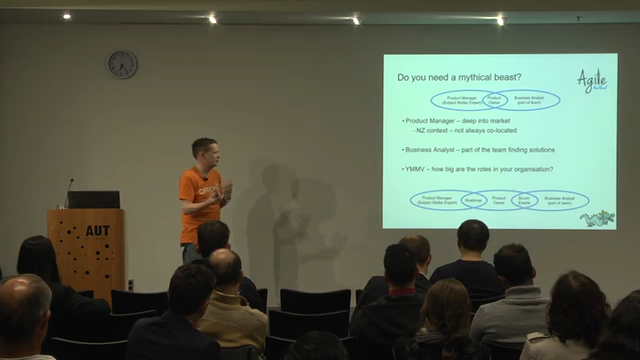 Do you need a mythical beast?
Agile
Product Manager
(Subject Matter Expert)
Product
Owner
Business Analyst
(part of team)
• Product Manager – deep into market
–NZ context – not always co-located
• Business Analyst – part of the team finding solutions
• YMMV – how big are the roles in your organisation?
Product Manager
(Subject Matter Expert)
Roadmap
Product
Owner
Scrum
Events
Business Analyst
(part of team)
AUT